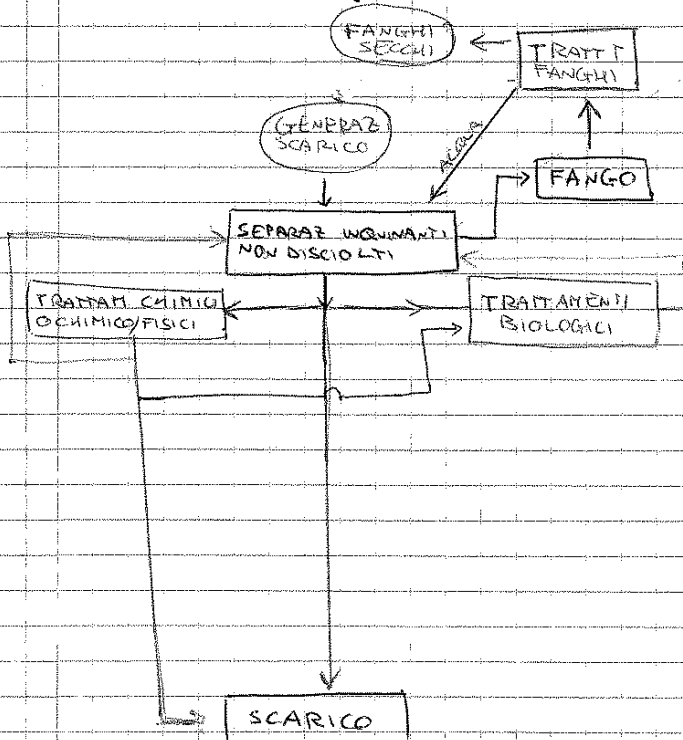 FANGHI
SECCHI
TRATT T
FANGHI
GENERAZ
SCARICO
ACQUA
FANGO
SEPARAZ INQUINANTI
NON DISCIOLTI
TRATTAM CHIMICI
O CHIMICO/FISICI
TRATTAMENTI
BIOLOGICI
SCARICO